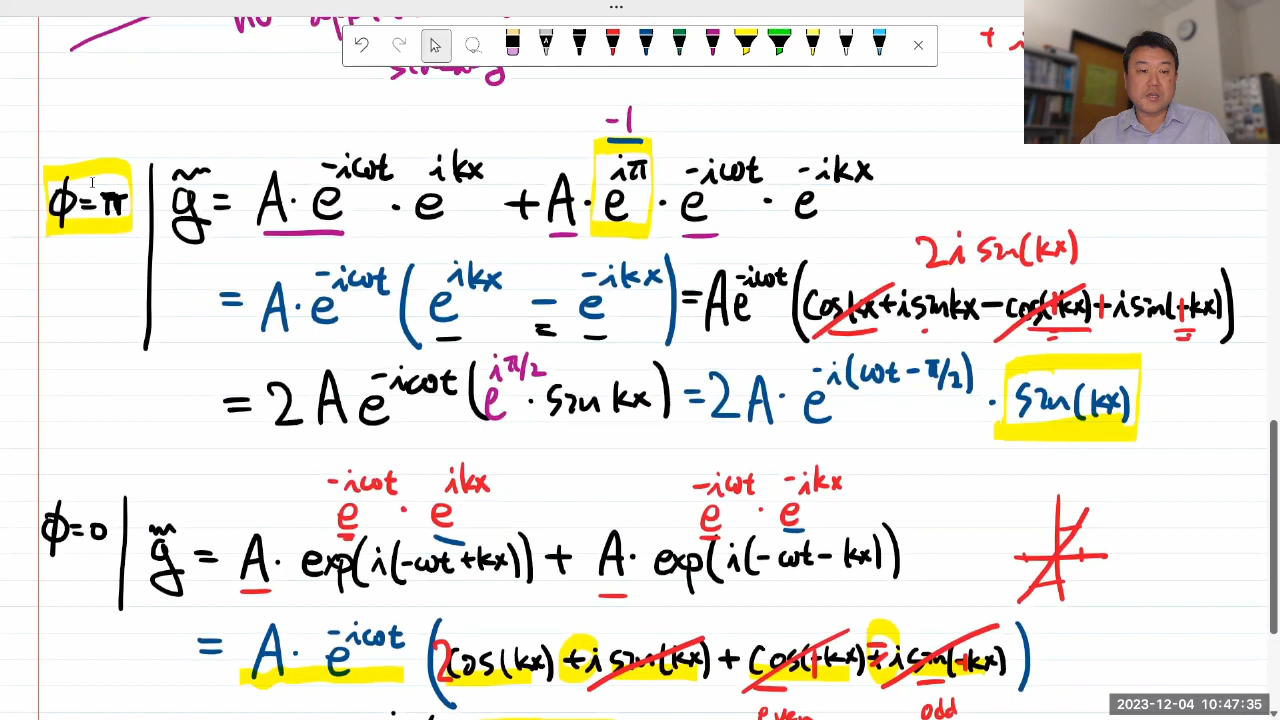 no
string
-1
ϕ=π | g̃ = A·e^{-iωt}·e^{ikx} + A·e^{iπ}·e^{-iωt}·e^{-ikx}
2i sin(kx)
= A·e^{-iωt}(e^{ikx} - e^{-ikx}) = Ae^{-iωt}(cos kx + i sin kx - cos(+kx) + i sin(+kx))
= 2Ae^{-iωt}(e^{iπ/2}·sin kx) = 2A·e^{-i(ωt-π/2)}·sin(kx)
e^{-iωt}·e^{ikx} e^{-iωt}·e^{-ikx}
ϕ=0 | g̃ = A·exp(i(-ωt+kx)) + A·exp(i(-ωt-kx))
= A·e^{-iωt}(2cos(kx) + i sin(kx) + cos(+kx) - i sin(+kx))
even odd
2023-12-04 10:47:35